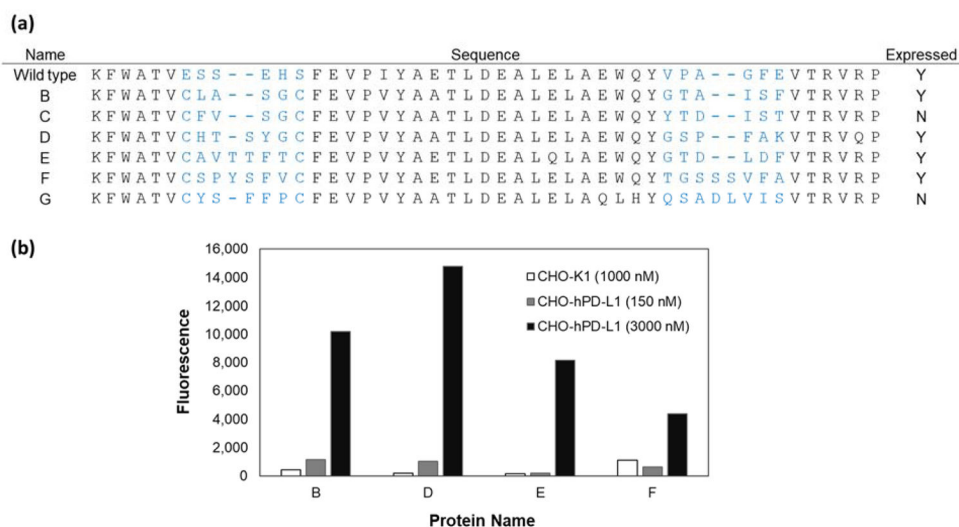 (a)
Name Sequence Expressed
Wild type K F W A T V E S S - - E H S F E V P I Y A E T L D E A L E L A E W Q Y V P A - - G F E V T R V R P Y
B K F W A T V C L A - - S G C F E V P V Y A A T L D E A L E L A E W Q Y G T A - - I S F V T R V R P Y
C K F W A T V C F V - - S G C F E V P V Y A A T L D E A L E L A E W Q Y Y T D - - I S T V T R V R P N
D K F W A T V C H T - S Y G C F E V P V Y A A T L D E A L E L A E W Q Y G S P - - F A K V T R V Q P Y
E K F W A T V C A V T T F T C F E V P V Y A E T L D E A L Q L A E W Q Y G T D - - L D F V T R V R P Y
F K F W A T V C S P Y S F V C F E V P V Y A E T L D E A L E L A E W Q Y T G S S S V F A V T R V R P Y
G K F W A T V C Y S - F F P C F E V P V Y A E T L D E A L E L A Q L H Y Q S A D L V I S V T R V R P N
(b)
16,000
14,000
12,000
10,000
8,000
6,000
4,000
2,000
0
Fluorescence
CHO-K1 (1000 nM)
CHO-hPD-L1 (150 nM)
CHO-hPD-L1 (3000 nM)
B D E F
Protein Name